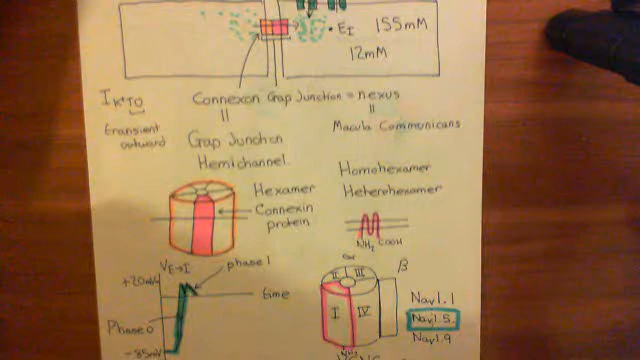 EI 155mM
12mM
IK+TO
transient
outward
Connexon Gap Junction = nexus
||
Gap Junction
Hemichannel
||
Macula Communicans
Hexamer
Connexin
protein
Homohexamer
Heterohexamer
NH2 COOH
VE→I
phase 1
+20mV
time
Phase 0
-85mV
α
β
II III
I IV
Nav1.1
Nav1.5
Nav1.9